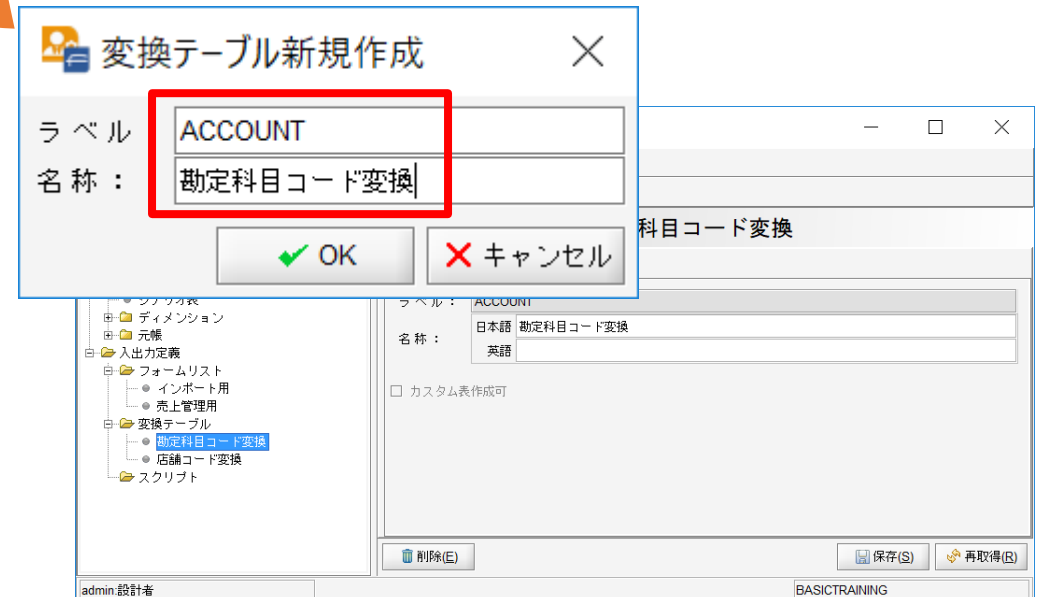 変換テーブル新規作成
ラベル
ACCOUNT
名称：
勘定科目コード変換
OK
キャンセル
科目コード変換
シナリオ表
ディメンション
元帳
入出力定義
フォームリスト
インポート用
売上管理用
変換テーブル
勘定科目コード変換
店舗コード変換
スクリプト
ラベル： ACCOUNT
名称：
日本語 勘定科目コード変換
英語
カスタム表作成可
削除(E)
保存(S)
再取得(R)
admin:設計者
BASICTRAINING